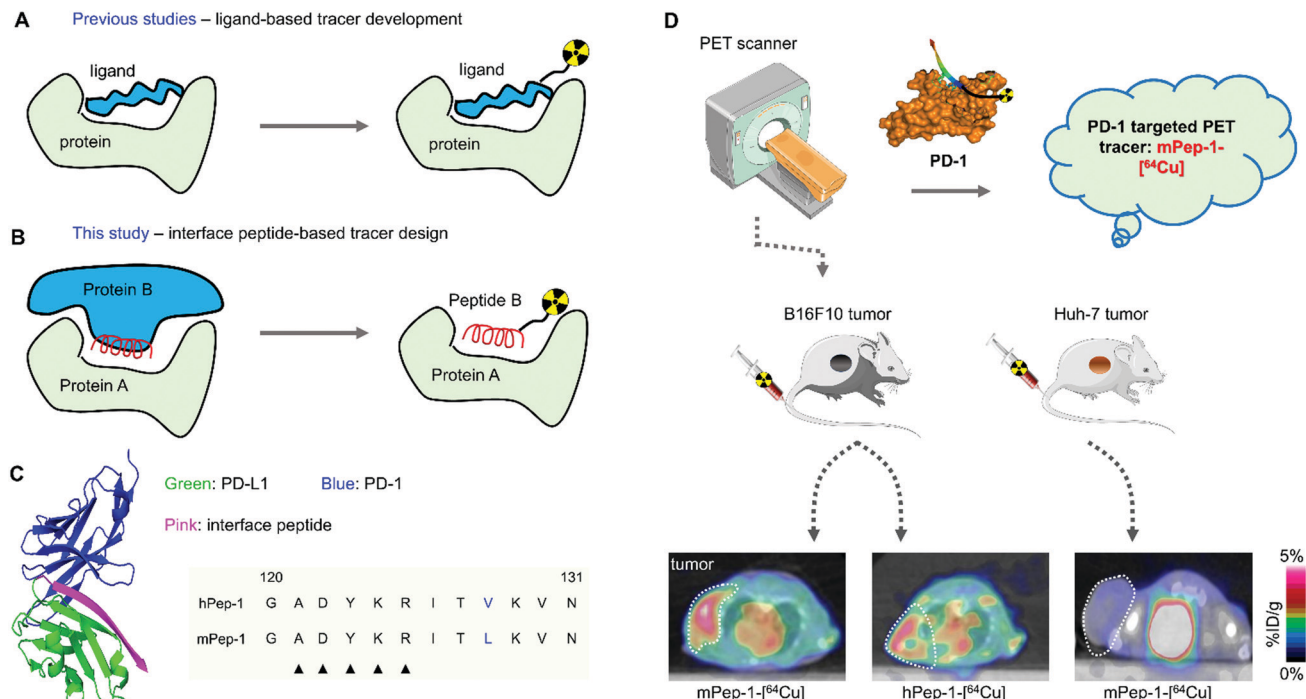 A
Previous studies – ligand-based tracer development
ligand
protein
ligand
protein
B
This study – interface peptide-based tracer design
Protein B
Protein A
Peptide B
Protein A
C
Green: PD-L1 Blue: PD-1
Pink: interface peptide
120 131
hPep-1 G A D Y K R I T V K V N
mPep-1 G A D Y K R I T L K V N
D
PET scanner
PD-1
PD-1 targeted PET
tracer: mPep-1-
[⁶⁴Cu]
B16F10 tumor
Huh-7 tumor
tumor
mPep-1-[⁶⁴Cu]
hPep-1-[⁶⁴Cu]
mPep-1-[⁶⁴Cu]
5%
%ID/g
0%